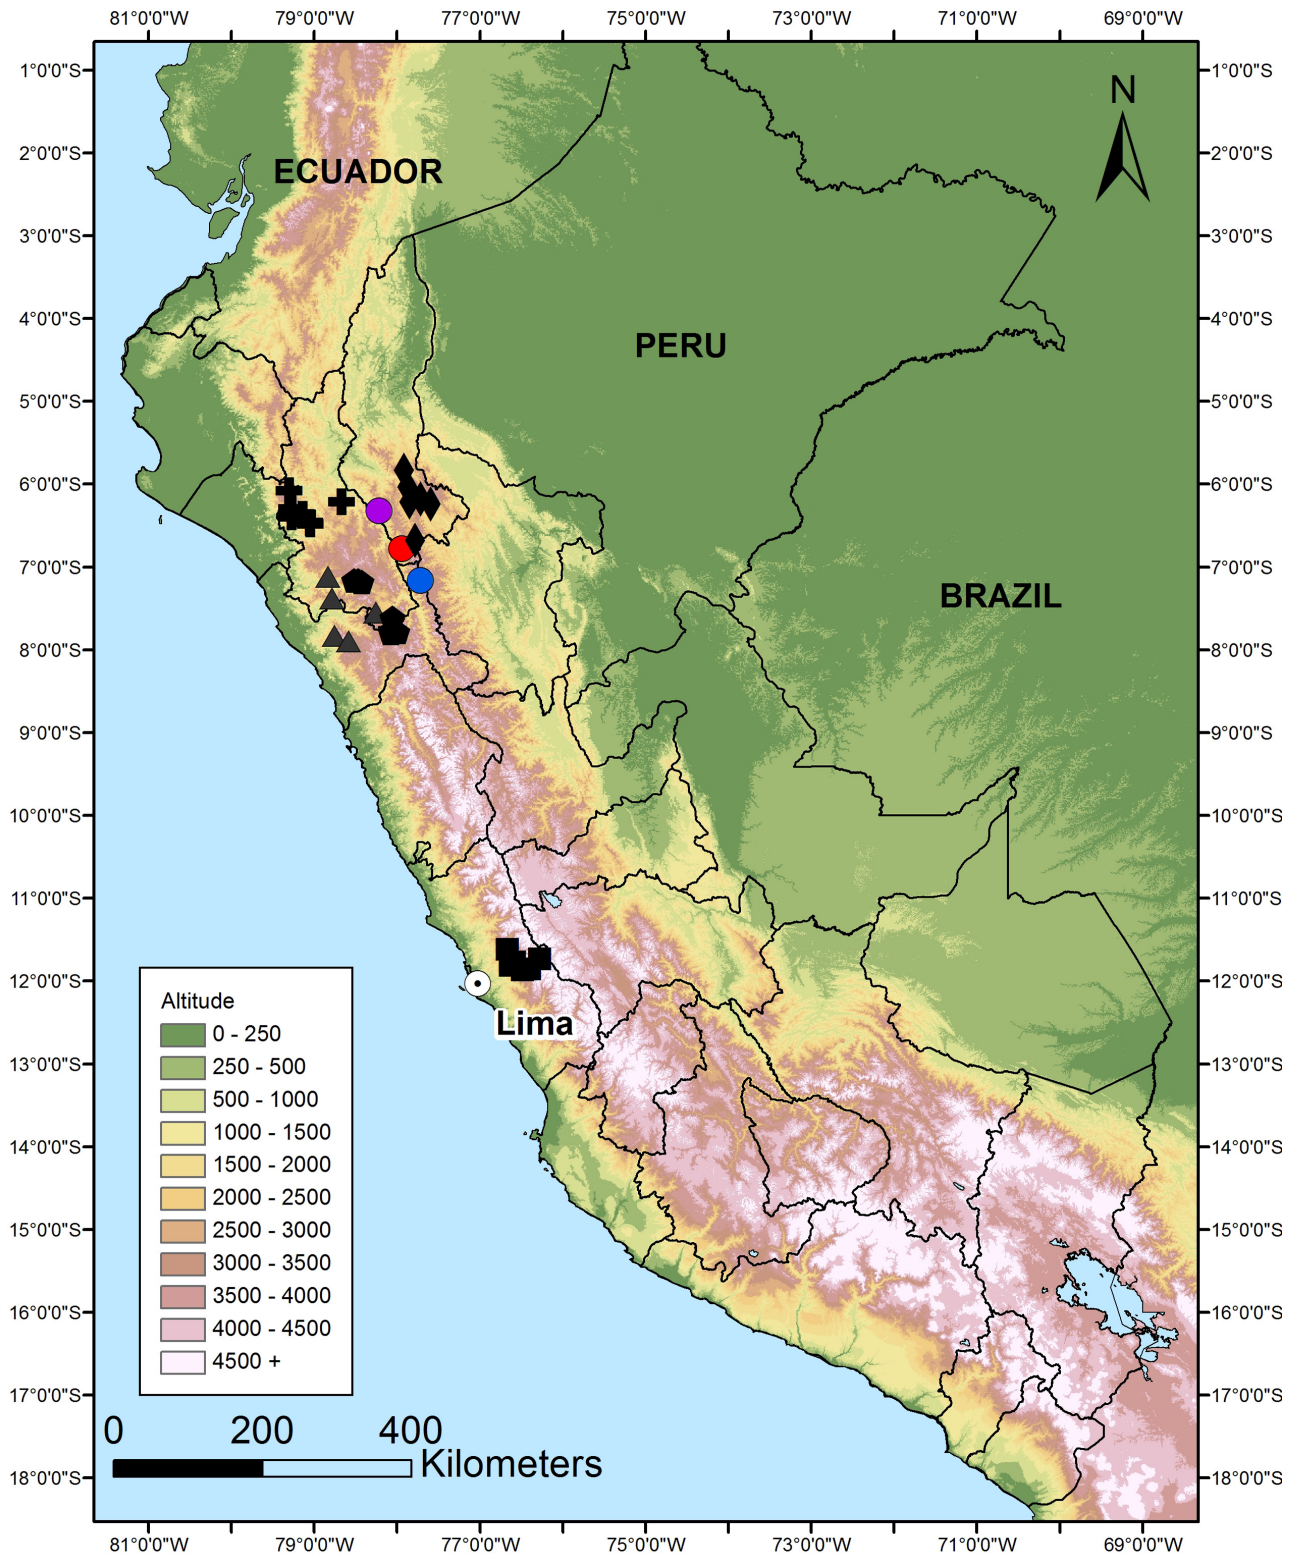 81°0'0"W 79°0'0"W 77°0'0"W 75°0'0"W 73°0'0"W 71°0'0"W 69°0'0"W
1°0'0"S 1°0'0"S
N
2°0'0"S 2°0'0"S
ECUADOR
3°0'0"S 3°0'0"S
4°0'0"S 4°0'0"S
PERU
5°0'0"S 5°0'0"S
6°0'0"S 6°0'0"S
7°0'0"S 7°0'0"S
BRAZIL
8°0'0"S 8°0'0"S
9°0'0"S 9°0'0"S
10°0'0"S 10°0'0"S
11°0'0"S 11°0'0"S
12°0'0"S 12°0'0"S
Lima
13°0'0"S 13°0'0"S
14°0'0"S 14°0'0"S
15°0'0"S 15°0'0"S
16°0'0"S 16°0'0"S
17°0'0"S 17°0'0"S
18°0'0"S 18°0'0"S
Altitude
0 - 250
250 - 500
500 - 1000
1000 - 1500
1500 - 2000
2000 - 2500
2500 - 3000
3000 - 3500
3500 - 4000
4000 - 4500
4500 +
0 200 400
Kilometers
81°0'0"W 79°0'0"W 77°0'0"W 75°0'0"W 73°0'0"W 71°0'0"W 69°0'0"W